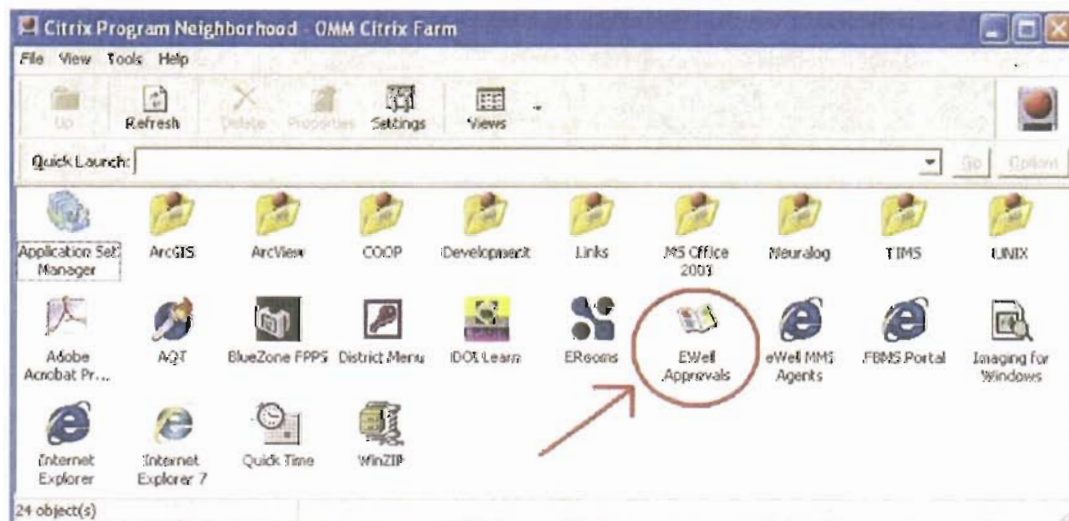 Citrix Program Neighborhood - OMM Citrix Farm
File View Tools Help
Up Refresh Delete Properties Settings Views
Quick Launch: Go Options
Application Set Manager ArcGIS ArcView COOP Development Links MS Office 2003 Neuralog TIMS UNIX
Adobe Acrobat Pr... AQT BlueZone FPPS District Menu DOI Learn ERooms EWell Approvals eWell MMS Agents FBMS Portal Imaging for Windows
Internet Explorer Internet Explorer 7 Quick Time WinZIP
24 object(s)